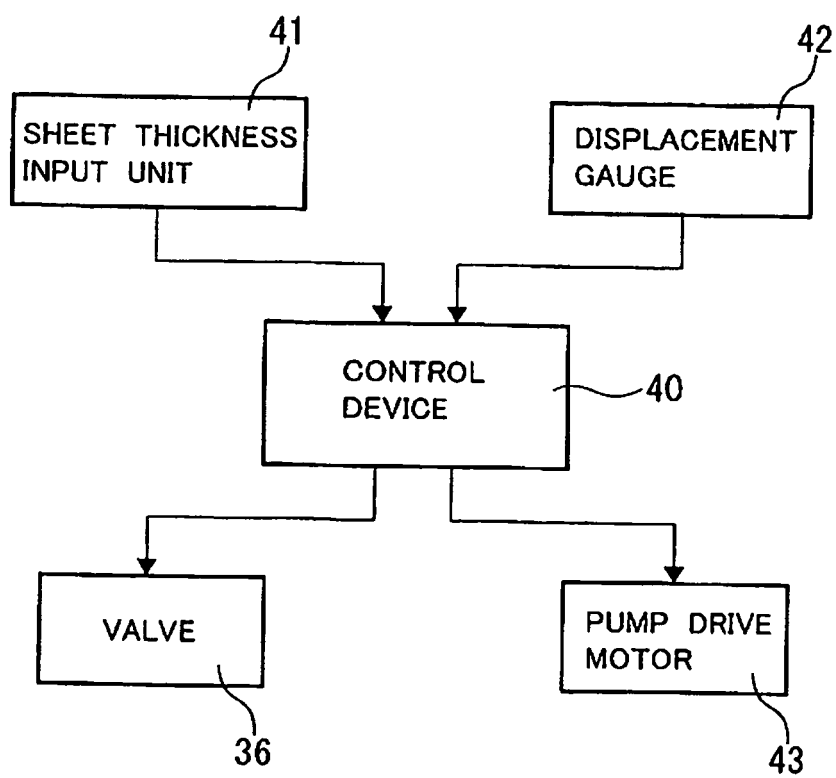 41
42
SHEET THICKNESS
INPUT UNIT
DISPLACEMENT
GAUGE
CONTROL
DEVICE
40
VALVE
PUMP DRIVE
MOTOR
36
43